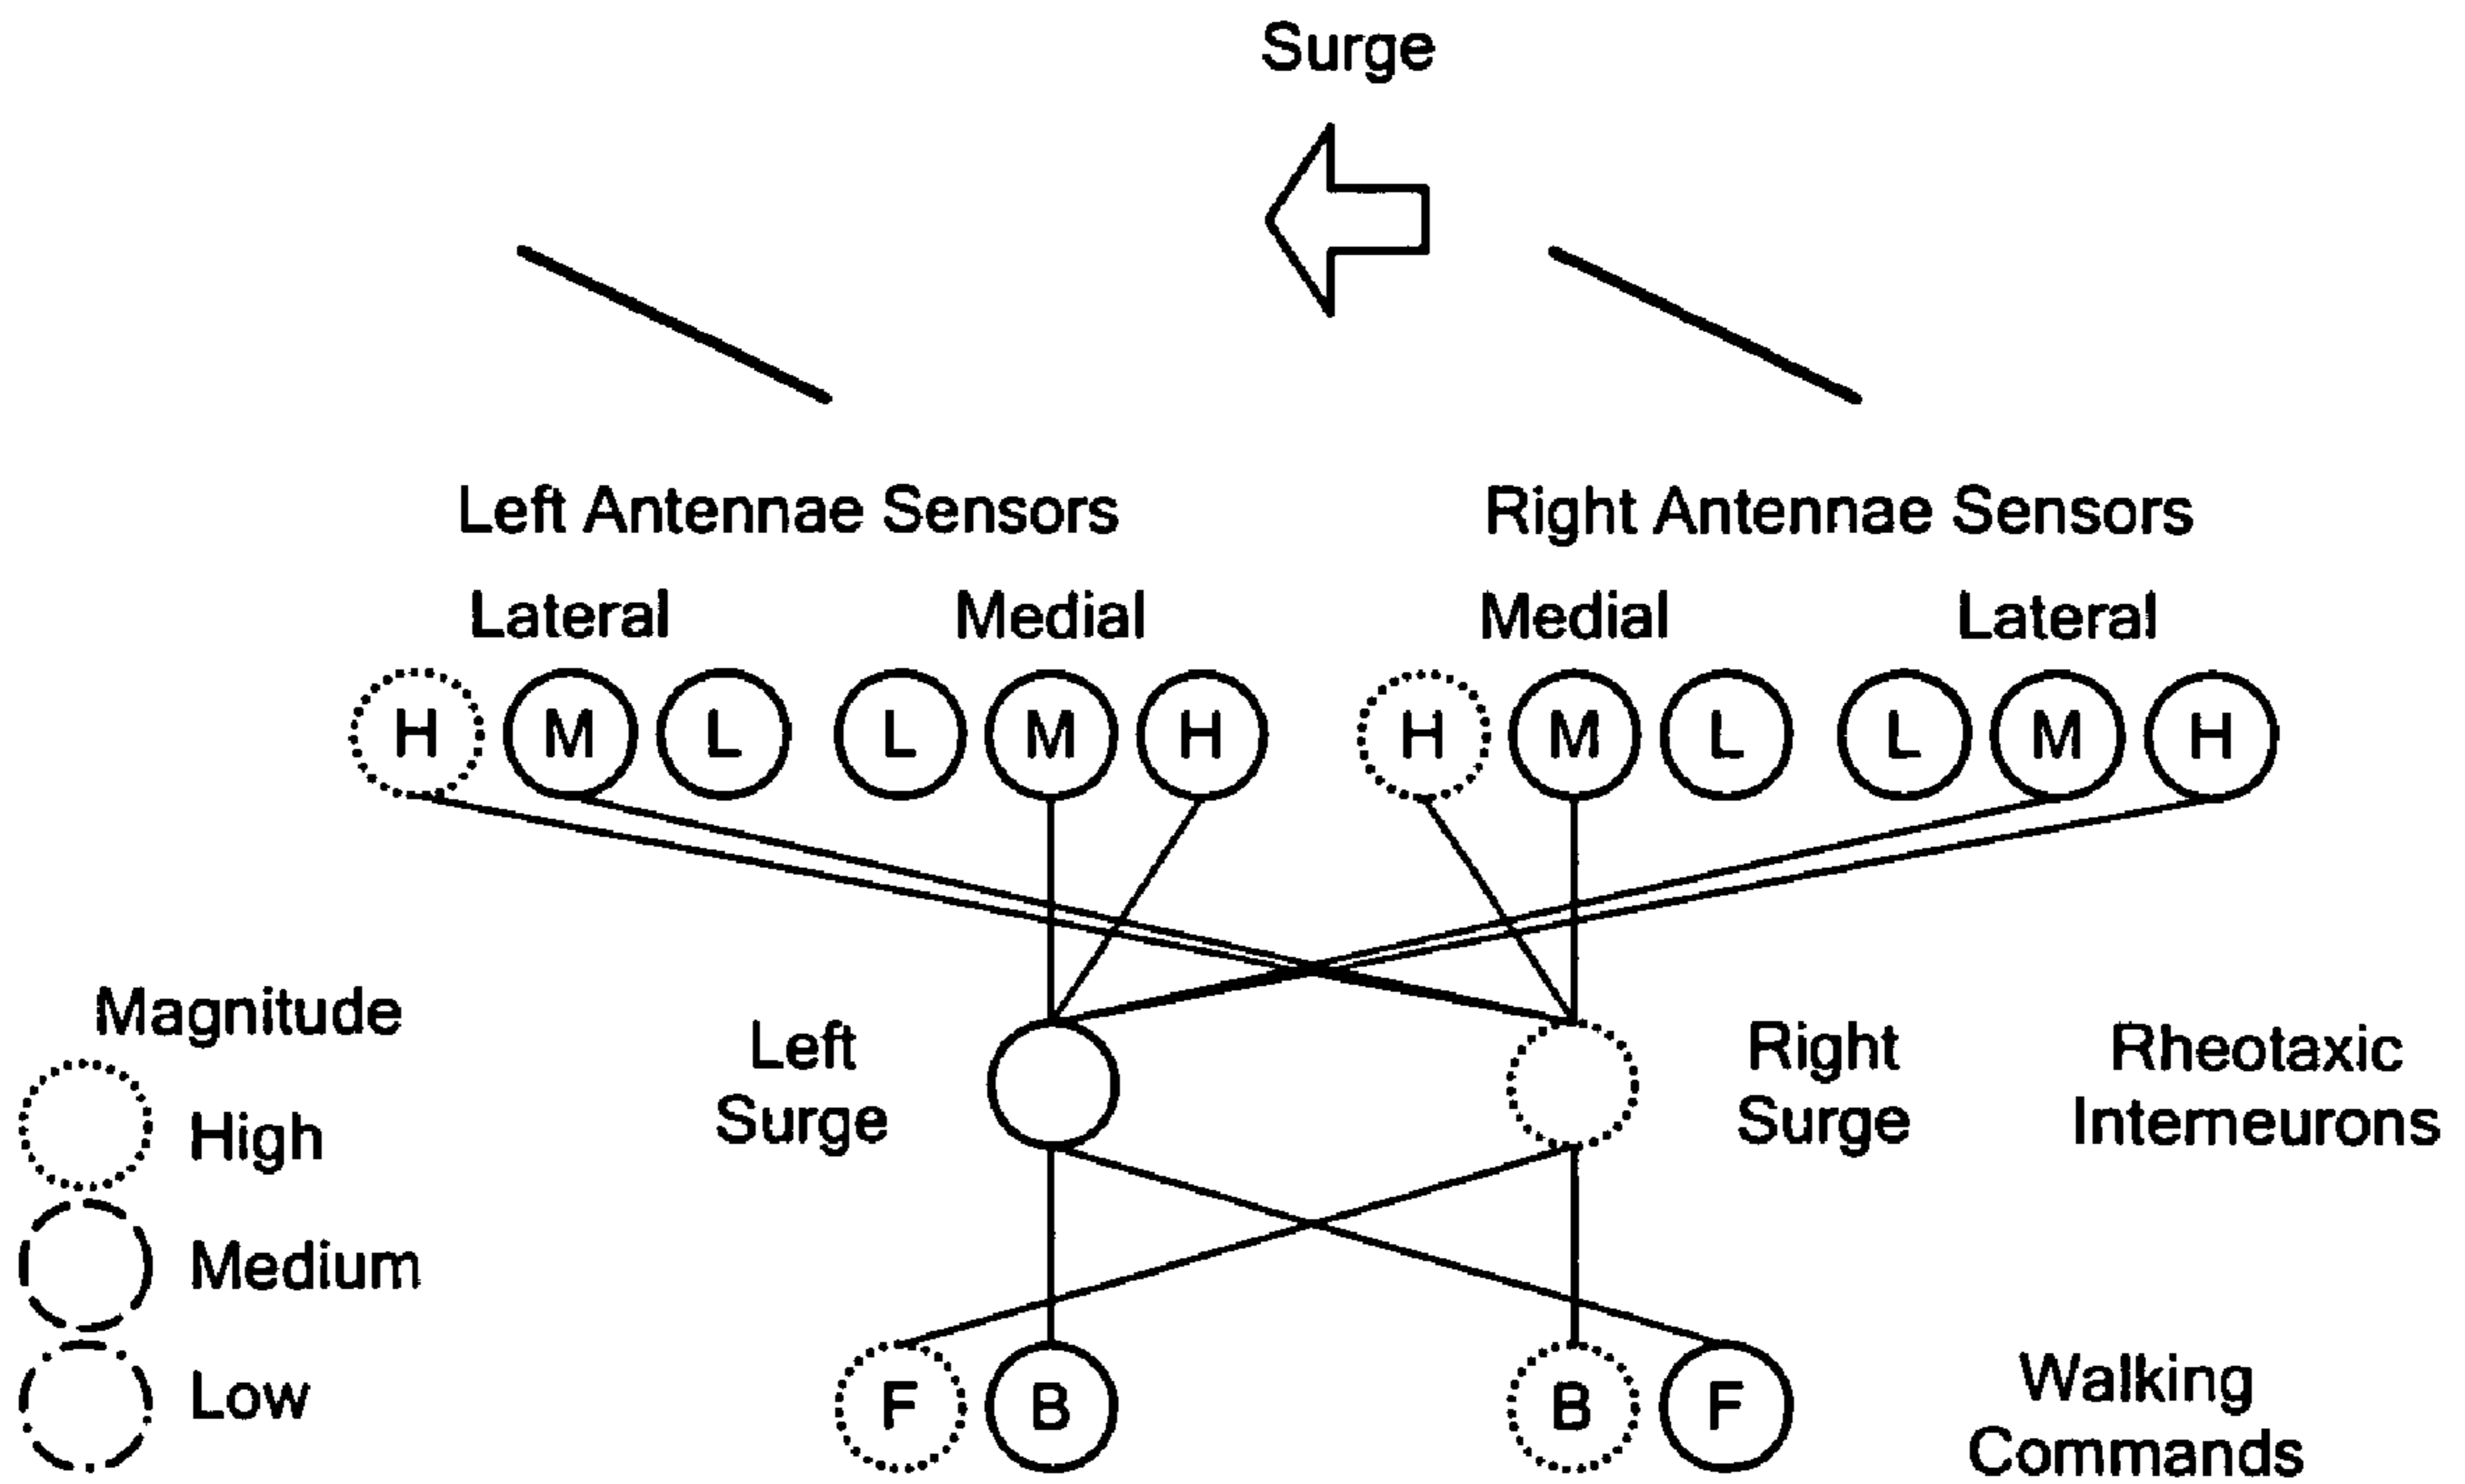 Surge
Left Antennae Sensors
Right Antennae Sensors
Lateral
Medial
Medial
Lateral
H M L L M H H M L L M H
Magnitude
High
Medium
Low
Left
Surge
Right
Surge
Rheotaxic
Interneurons
F B B F
Walking
Commands